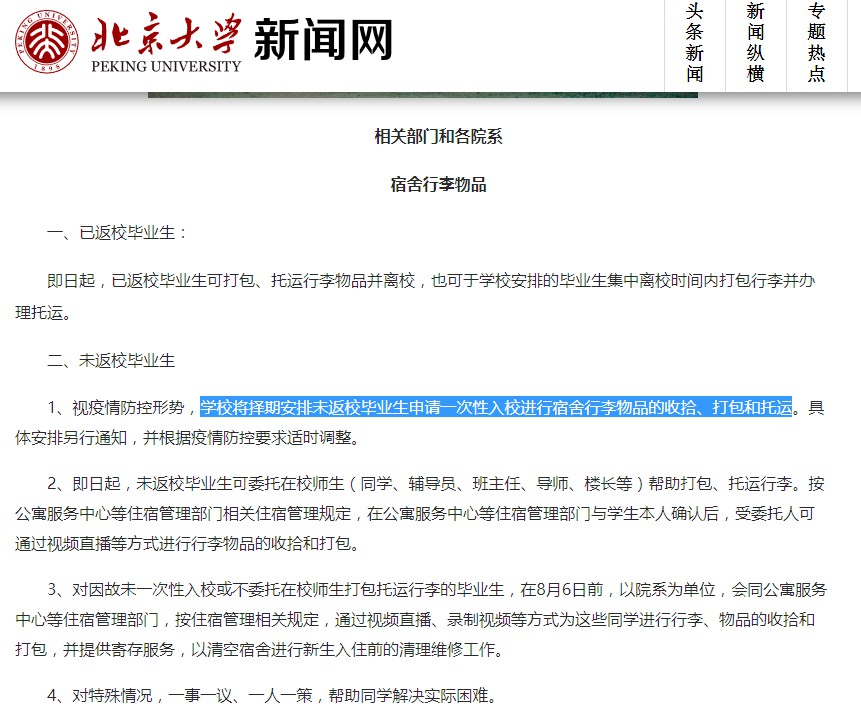 北京大学 新闻网
PEKING UNIVERSITY
PEKING UNIVERSITY
1898
头条新闻
新闻纵横
专题热点
相关部门和各院系
宿舍行李物品
一、已返校毕业生：
即日起，已返校毕业生可打包、托运行李物品并离校，也可于学校安排的毕业生集中离校时间内打包行李并办
理托运。
二、未返校毕业生
1、视疫情防控形势，学校将择期安排未返校毕业生申请一次性入校进行宿舍行李物品的收拾、打包和托运。具
体安排另行通知，并根据疫情防控要求适时调整。
2、即日起，未返校毕业生可委托在校师生（同学、辅导员、班主任、导师、楼长等）帮助打包、托运行李。按
公寓服务中心等住宿管理部门相关住宿管理规定，在公寓服务中心等住宿管理部门与学生本人确认后，受委托人可
通过视频直播等方式进行行李物品的收拾和打包。
3、对因故未一次性入校或不委托在校师生打包托运行李的毕业生，在8月6日前，以院系为单位，会同公寓服务
中心等住宿管理部门，按住宿管理相关规定，通过视频直播、录制视频等方式为这些同学进行行李、物品的收拾和
打包，并提供寄存服务，以清空宿舍进行新生入住前的清理维修工作。
4、对特殊情况，一事一议、一人一策，帮助同学解决实际困难。